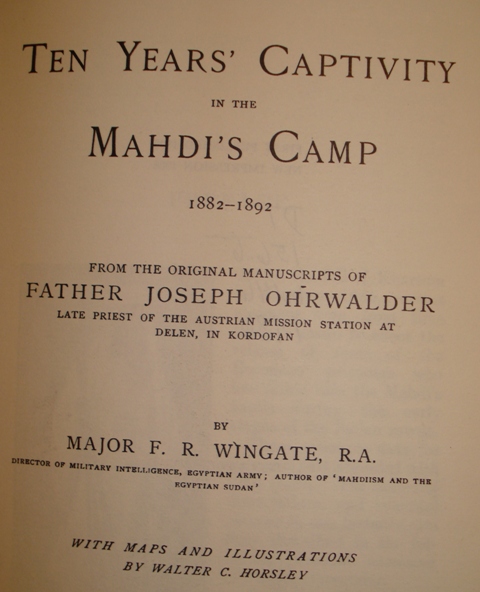 TEN YEARS' CAPTIVITY
IN THE
MAHDI'S CAMP
1882–1892
FROM THE ORIGINAL MANUSCRIPTS OF
FATHER JOSEPH OHRWALDER
LATE PRIEST OF THE AUSTRIAN MISSION STATION AT
DELEN, IN KORDOFAN
BY
MAJOR F. R. WINGATE, R.A.
DIRECTOR OF MILITARY INTELLIGENCE, EGYPTIAN ARMY; AUTHOR OF 'MAHDIISM AND THE
EGYPTIAN SUDAN'
WITH MAPS AND ILLUSTRATIONS
BY WALTER C. HORSLEY